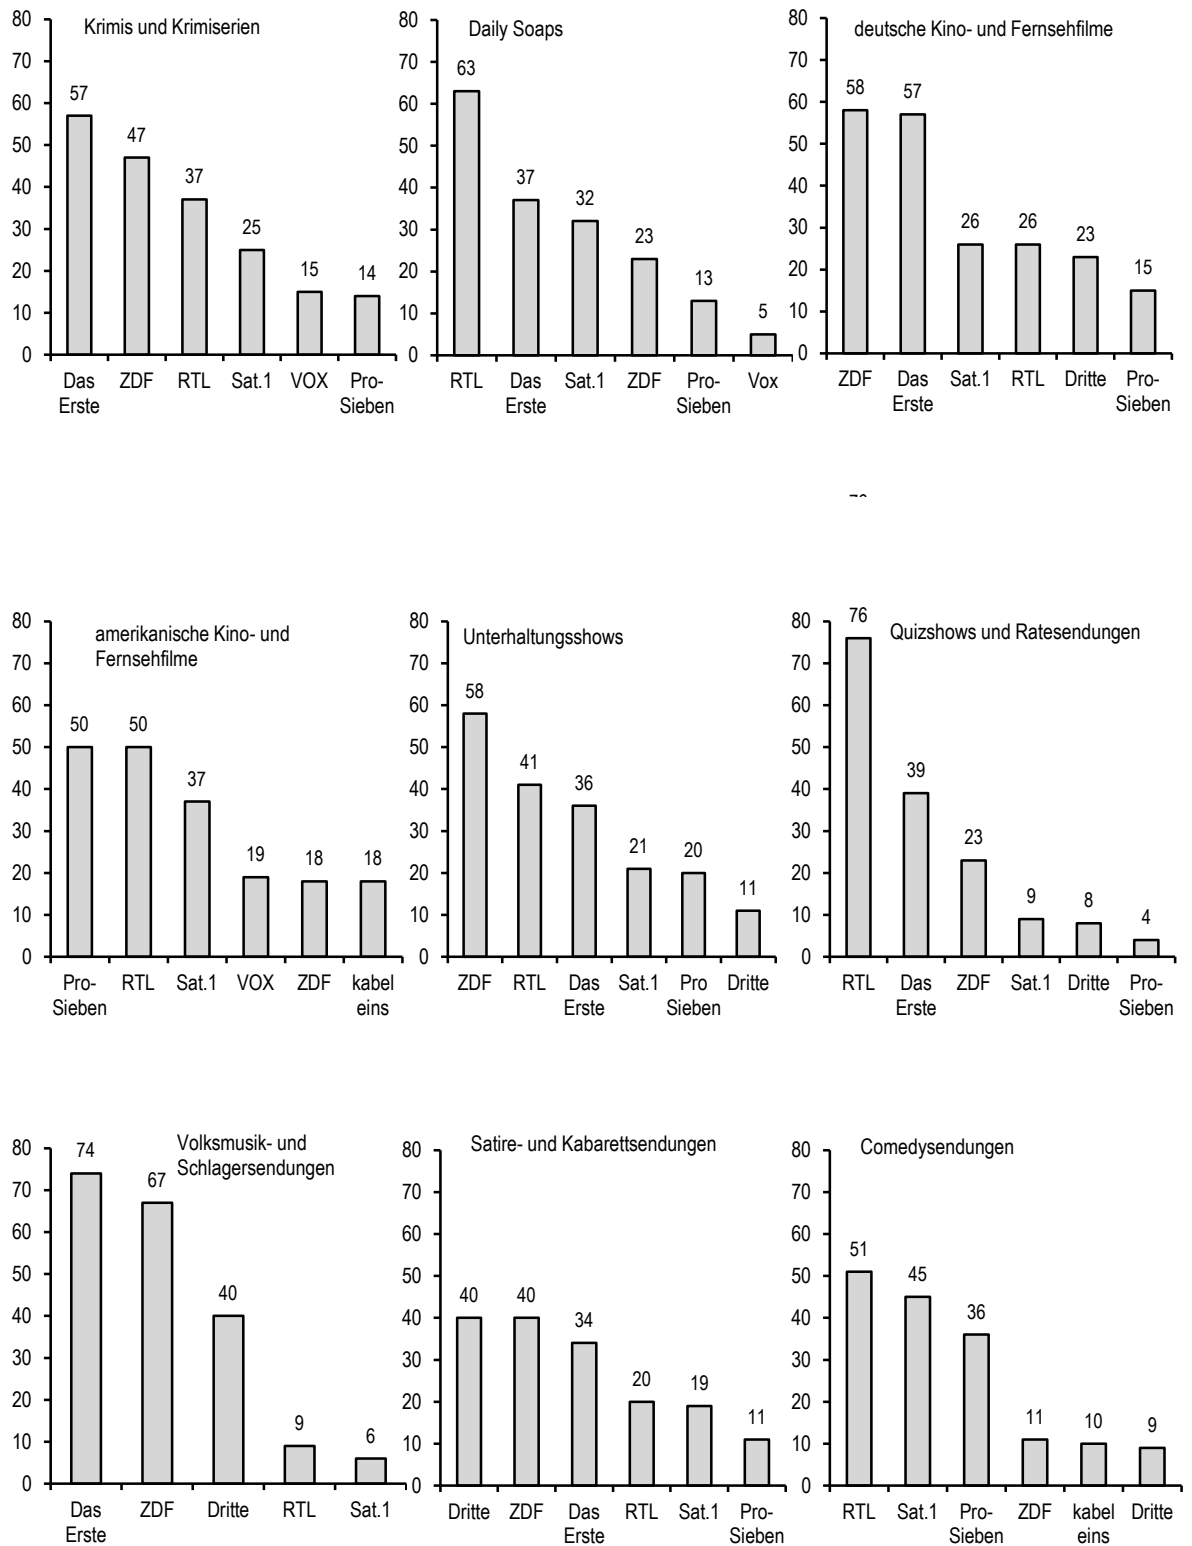 Krimis und Krimiserien
80
70
60
50
40
30
20
10
0
57
47
37
25
15
14
Das
Erste
ZDF
RTL
Sat.1
VOX
Pro-
Sieben
Daily Soaps
80
70
60
50
40
30
20
10
0
63
37
32
23
13
5
RTL
Das
Erste
Sat.1
ZDF
Pro-
Sieben
Vox
deutsche Kino- und Fernsehfilme
80
70
60
50
40
30
20
10
0
58
57
26
26
23
15
ZDF
Das
Erste
Sat.1
RTL
Dritte
Pro-
Sieben
amerikanische Kino- und
Fernsehfilme
80
70
60
50
40
30
20
10
0
50
50
37
19
18
18
Pro-
Sieben
RTL
Sat.1
VOX
ZDF
kabel
eins
Unterhaltungsshows
80
70
60
50
40
30
20
10
0
58
41
36
21
20
11
ZDF
RTL
Das
Erste
Sat.1
Pro
Sieben
Dritte
Quizshows und Ratesendungen
80
70
60
50
40
30
20
10
0
76
39
23
9
8
4
RTL
Das
Erste
ZDF
Sat.1
Dritte
Pro-
Sieben
Volksmusik- und
Schlagersendungen
80
70
60
50
40
30
20
10
0
74
67
40
9
6
Das
Erste
ZDF
Dritte
RTL
Sat.1
Satire- und Kabarettsendungen
80
70
60
50
40
30
20
10
0
40
40
34
20
19
11
Dritte
ZDF
Das
Erste
RTL
Sat.1
Pro-
Sieben
Comedysendungen
80
70
60
50
40
30
20
10
0
51
45
36
11
10
9
RTL
Sat.1
Pro-
Sieben
ZDF
kabel
eins
Dritte